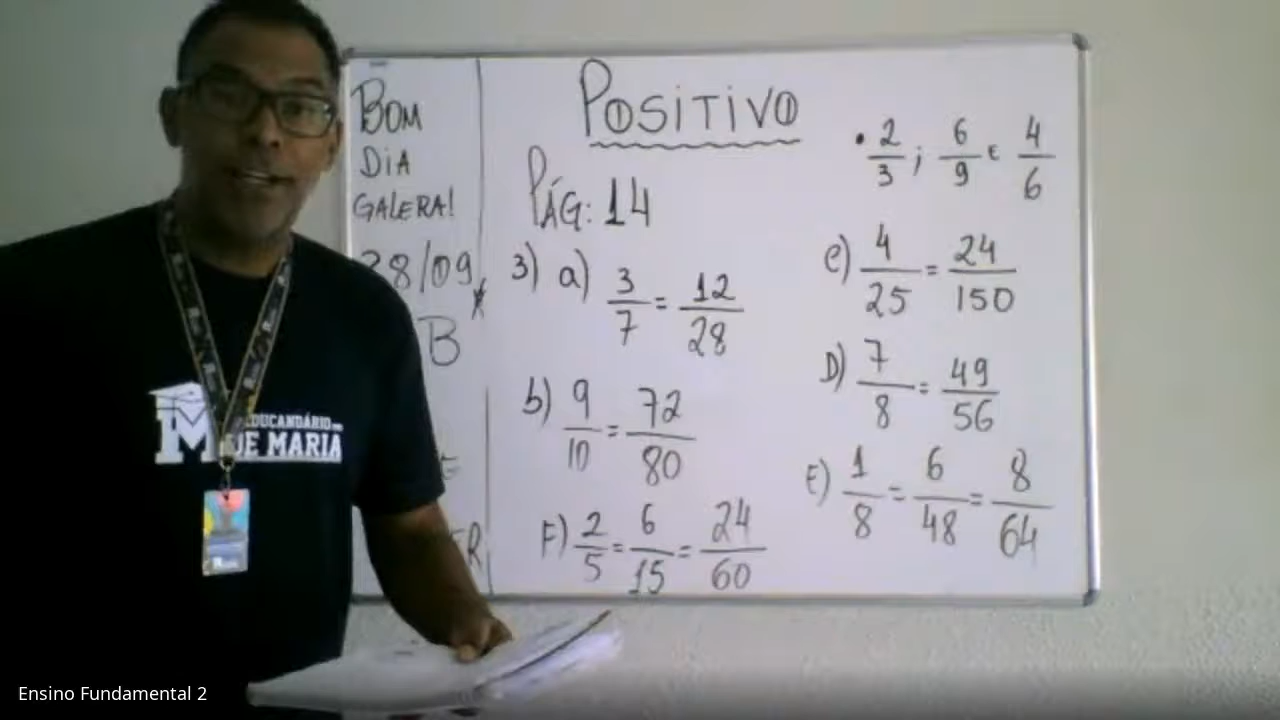 BOM
DIA
GALERA!
28/09
B
POSITIVO
PÁG: 14
3) a) 3/7 = 12/28
b) 9/10 = 72/80
F) 2/5 = 6/15 = 24/60
• 2/3 ; 6/9 e 4/6
C) 4/25 = 24/150
D) 7/8 = 49/56
E) 1/8 = 6/48 = 8/64
EDUCANDÁRIO
DE MARIA
Ensino Fundamental 2